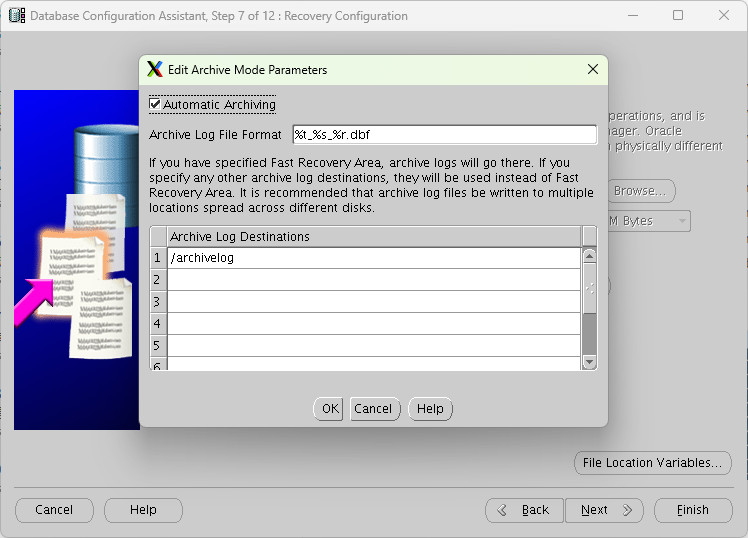 Database Configuration Assistant, Step 7 of 12 : Recovery Configuration
Edit Archive Mode Parameters
Automatic Archiving
Archive Log File Format %t_%s_%r.dbf
If you have specified Fast Recovery Area, archive logs will go there. If you
specify any other archive log destinations, they will be used instead of Fast
Recovery Area. It is recommended that archive log files be written to multiple
locations spread across different disks.
Archive Log Destinations
1 /archivelog
2
3
4
5
6
OK Cancel Help
perations, and is
ager. Oracle
physically different
Browse...
M Bytes
File Location Variables...
Cancel Help Back Next Finish